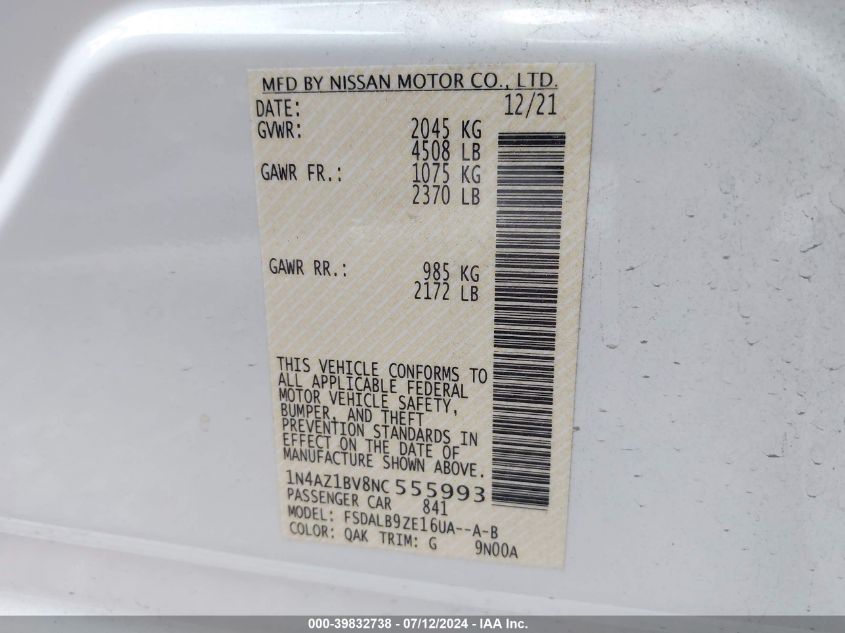 MFD BY NISSAN MOTOR CO., LTD.
DATE: 12/21
GVWR: 2045 KG
4508 LB
GAWR FR.: 1075 KG
2370 LB
GAWR RR.: 985 KG
2172 LB
THIS VEHICLE CONFORMS TO
ALL APPLICABLE FEDERAL
MOTOR VEHICLE SAFETY,
BUMPER, AND THEFT
PREVENTION STANDARDS IN
EFFECT ON THE DATE OF
MANUFACTURE SHOWN ABOVE.
1N4AZ1BV8NC555993
PASSENGER CAR 841
MODEL: FSDALB9ZE16UA--A-B
COLOR: QAK TRIM: G 9N00A
000-39832738 - 07/12/2024 - IAA Inc.